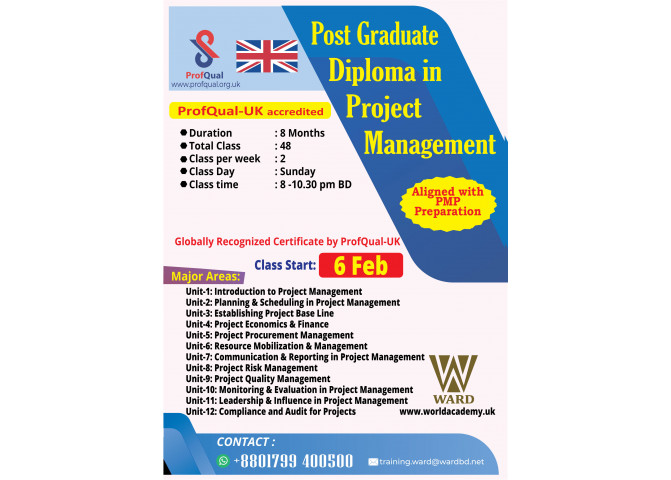 ProfQual
www.profqual.org.uk
Post Graduate
Diploma in
Project
Management
ProfQual-UK accredited
Duration : 8 Months
Total Class : 48
Class per week : 2
Class Day : Sunday
Class time : 8 -10.30 pm BD
Aligned with
PMP
Preparation
Globally Recognized Certificate by ProfQual-UK
Class Start: 6 Feb
Major Areas:
Unit-1: Introduction to Project Management
Unit-2: Planning & Scheduling in Project Management
Unit-3: Establishing Project Base Line
Unit-4: Project Economics & Finance
Unit-5: Project Procurement Management
Unit-6: Resource Mobilization & Management
Unit-7: Communication & Reporting in Project Management
Unit-8: Project Risk Management
Unit-9: Project Quality Management
Unit-10: Monitoring & Evaluation in Project Management
Unit-11: Leadership & Influence in Project Management
Unit-12: Compliance and Audit for Projects
WARD
www.worldacademy.uk
CONTACT :
+8801799 400500
training.ward@wardbd.net